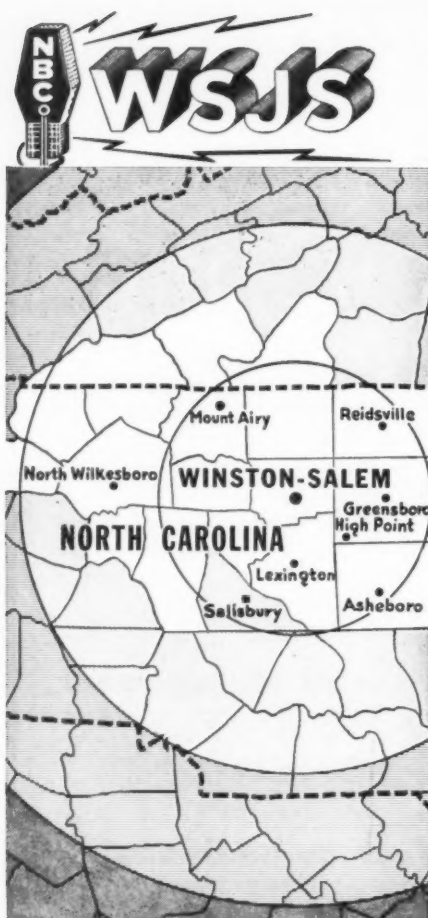 NBC
WSJS
Mount Airy
Reidsville
North Wilkesboro
WINSTON-SALEM
Greensboro
High Point
NORTH CAROLINA
Lexington
Salisbury
Asheboro